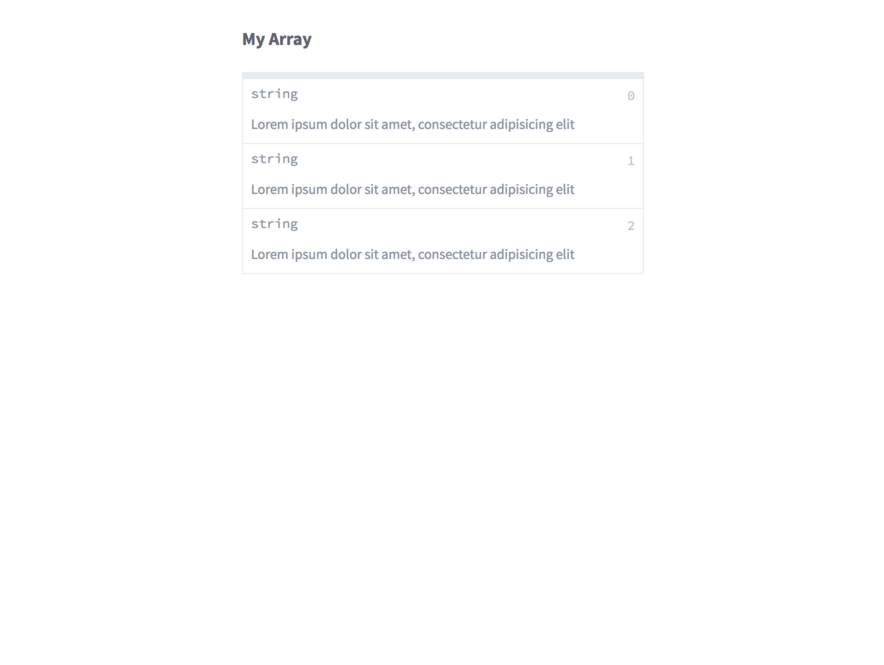 My Array
string 0
Lorem ipsum dolor sit amet, consectetur adipisicing elit
string 1
Lorem ipsum dolor sit amet, consectetur adipisicing elit
string 2
Lorem ipsum dolor sit amet, consectetur adipisicing elit